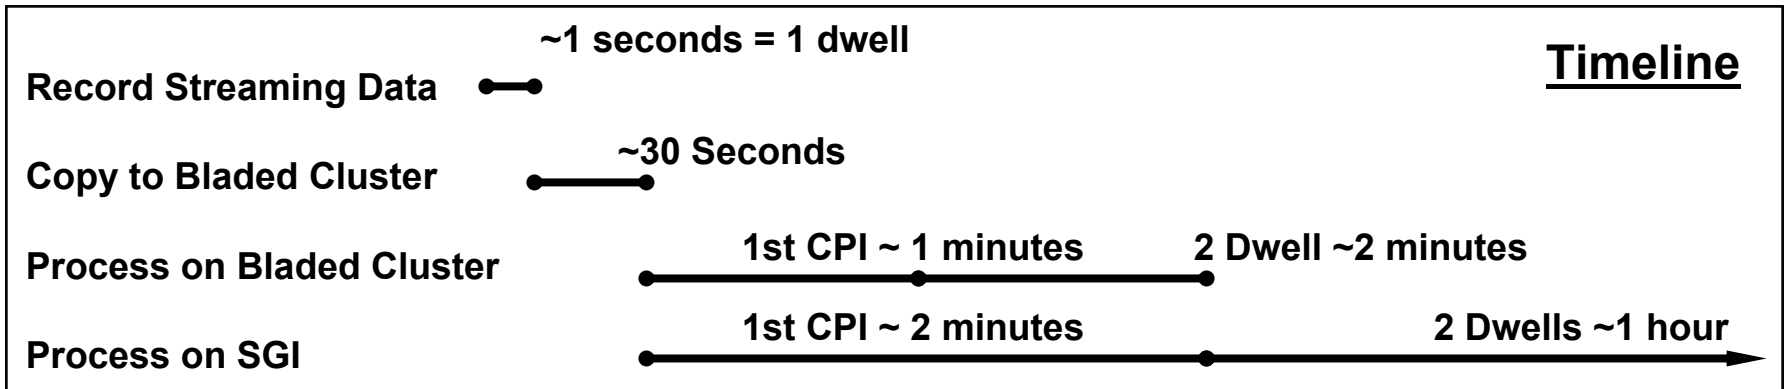 Timeline
~1 seconds = 1 dwell
Record Streaming Data
~30 Seconds
Copy to Bladed Cluster
1st CPI ~ 1 minutes 2 Dwell ~2 minutes
Process on Bladed Cluster
1st CPI ~ 2 minutes 2 Dwells ~1 hour
Process on SGI